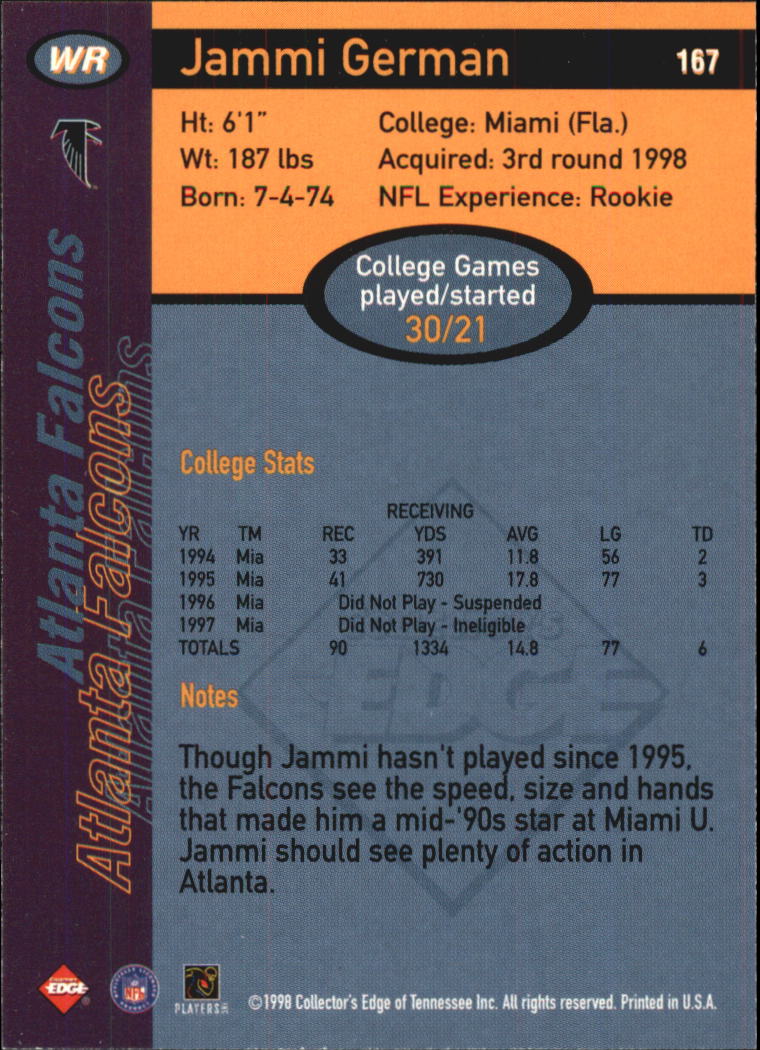 WR
Jammi German 167
Ht: 6'1" College: Miami (Fla.)
Wt: 187 lbs Acquired: 3rd round 1998
Born: 7-4-74 NFL Experience: Rookie
College Games
played/started
30/21
Atlanta Falcons
Atlanta Falcons
Atlanta Falcons
College Stats
RECEIVING
YR TM REC YDS AVG LG TD
1994 Mia 33 391 11.8 56 2
1995 Mia 41 730 17.8 77 3
1996 Mia Did Not Play - Suspended
1997 Mia Did Not Play - Ineligible
TOTALS 90 1334 14.8 77 6
EDGE
Notes
Though Jammi hasn't played since 1995,
the Falcons see the speed, size and hands
that made him a mid-'90s star at Miami U.
Jammi should see plenty of action in
Atlanta.
EDGE
NFL
PLAYERS INC
©1998 Collector's Edge of Tennessee Inc. All rights reserved. Printed in U.S.A.